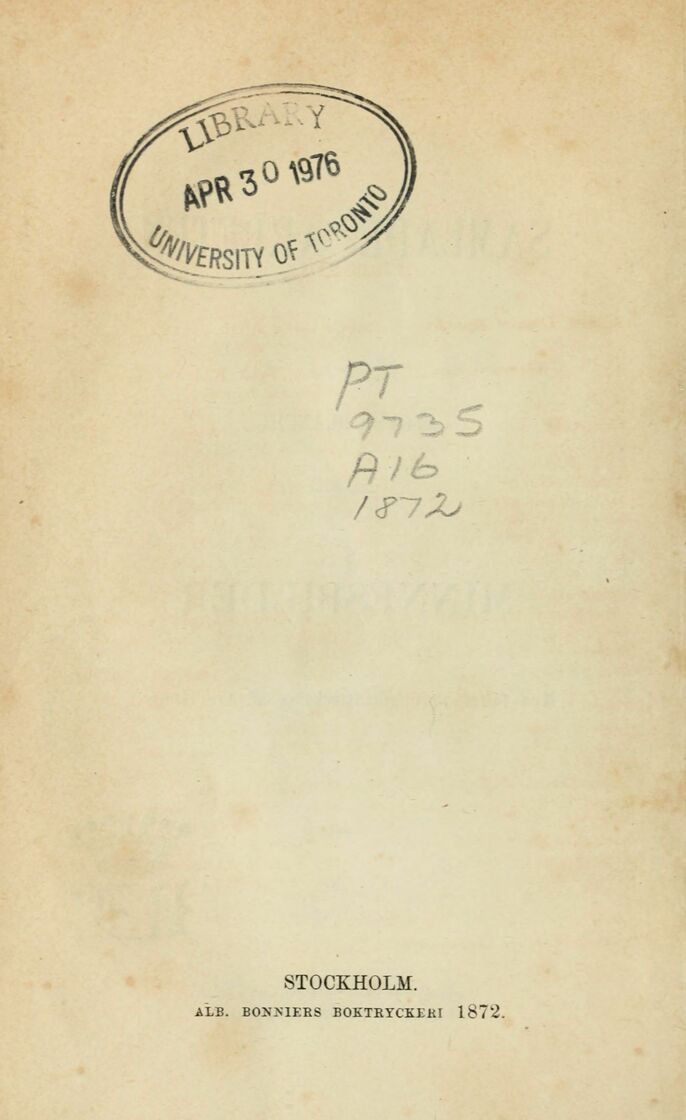 LIBRARY
APR 30 1976
UNIVERSITY OF TORONTO
PT
9735
A16
1872
STOCKHOLM.
ALB. BONNIERS BOKTRYCKERI 1872.